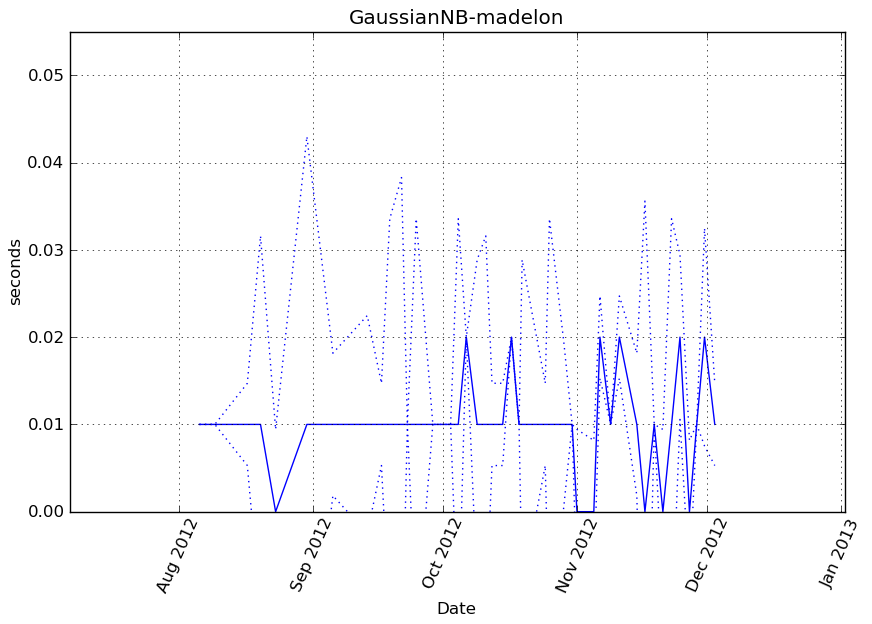 GaussianNB-madelon
0.05
0.04
0.03
0.02
0.01
0.00
seconds
Aug 2012
Sep 2012
Oct 2012
Nov 2012
Dec 2012
Jan 2013
Date